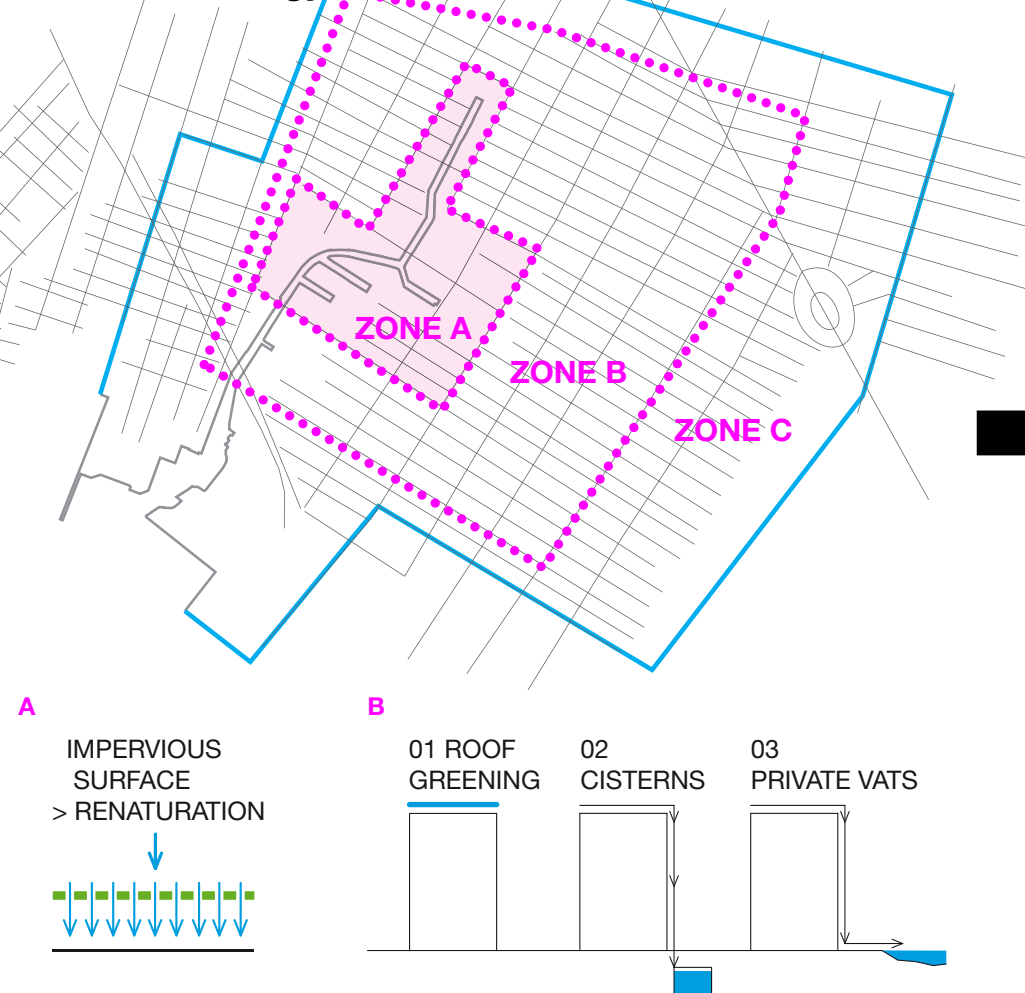 ZONE A
ZONE B
ZONE C
A
IMPERVIOUS
SURFACE
> RENATURATION
B
01 ROOF
GREENING
02
CISTERNS
03
PRIVATE VATS